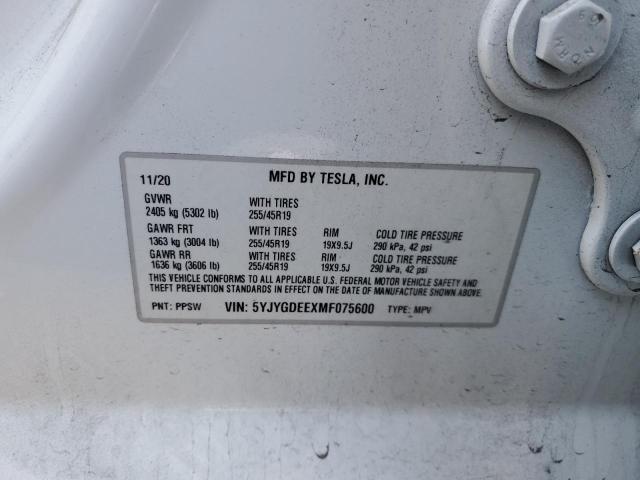 11/20 MFD BY TESLA, INC.
GVWR WITH TIRES
2405 kg (5302 lb) 255/45R19
GAWR FRT WITH TIRES RIM COLD TIRE PRESSURE
1363 kg (3004 lb) 255/45R19 19X9.5J 290 kPa, 42 psi
GAWR RR WITH TIRES RIM COLD TIRE PRESSURE
1636 kg (3606 lb) 255/45R19 19X9.5J 290 kPa, 42 psi
THIS VEHICLE CONFORMS TO ALL APPLICABLE U.S. FEDERAL MOTOR VEHICLE SAFETY AND
THEFT PREVENTION STANDARDS IN EFFECT ON THE DATE OF MANUFACTURE SHOWN ABOVE.
PNT: PPSW VIN: 5YJYGDEEXMF075600 TYPE: MPV